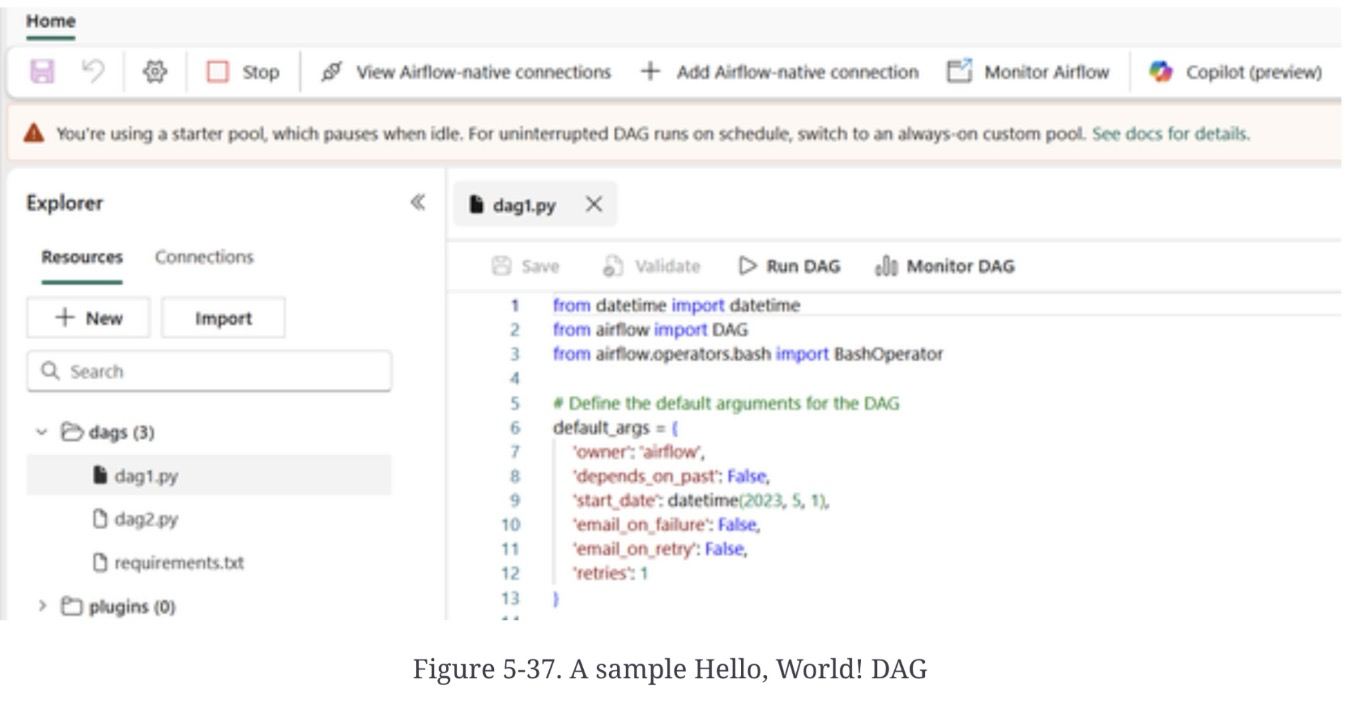 Home
Stop View Airflow-native connections + Add Airflow-native connection Monitor Airflow Copilot (preview)
You're using a starter pool, which pauses when idle. For uninterrupted DAG runs on schedule, switch to an always-on custom pool. See docs for details.
Explorer
dag1.py
Resources Connections
Save Validate Run DAG Monitor DAG
+ New Import
Search
dags (3)
dag1.py
dag2.py
requirements.txt
plugins (0)
1 from datetime import datetime
2 from airflow import DAG
3 from airflow.operators.bash import BashOperator
4
5 # Define the default arguments for the DAG
6 default_args = {
7 'owner': 'airflow',
8 'depends_on_past': False,
9 'start_date': datetime(2023, 5, 1),
10 'email_on_failure': False,
11 'email_on_retry': False,
12 'retries': 1
13 }
Figure 5-37. A sample Hello, World! DAG